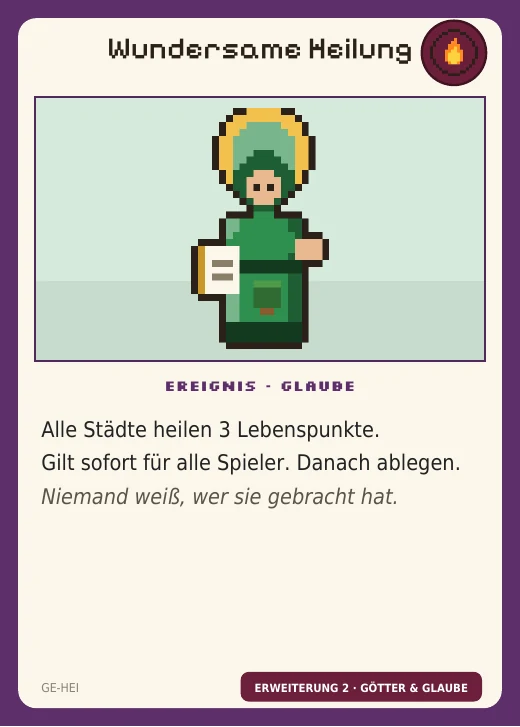 Wundersame Heilung
EREIGNIS · GLAUBE
Alle Städte heilen 3 Lebenspunkte.
Gilt sofort für alle Spieler. Danach ablegen.
Niemand weiß, wer sie gebracht hat.
GE-HEI
ERWEITERUNG 2 · GÖTTER & GLAUBE